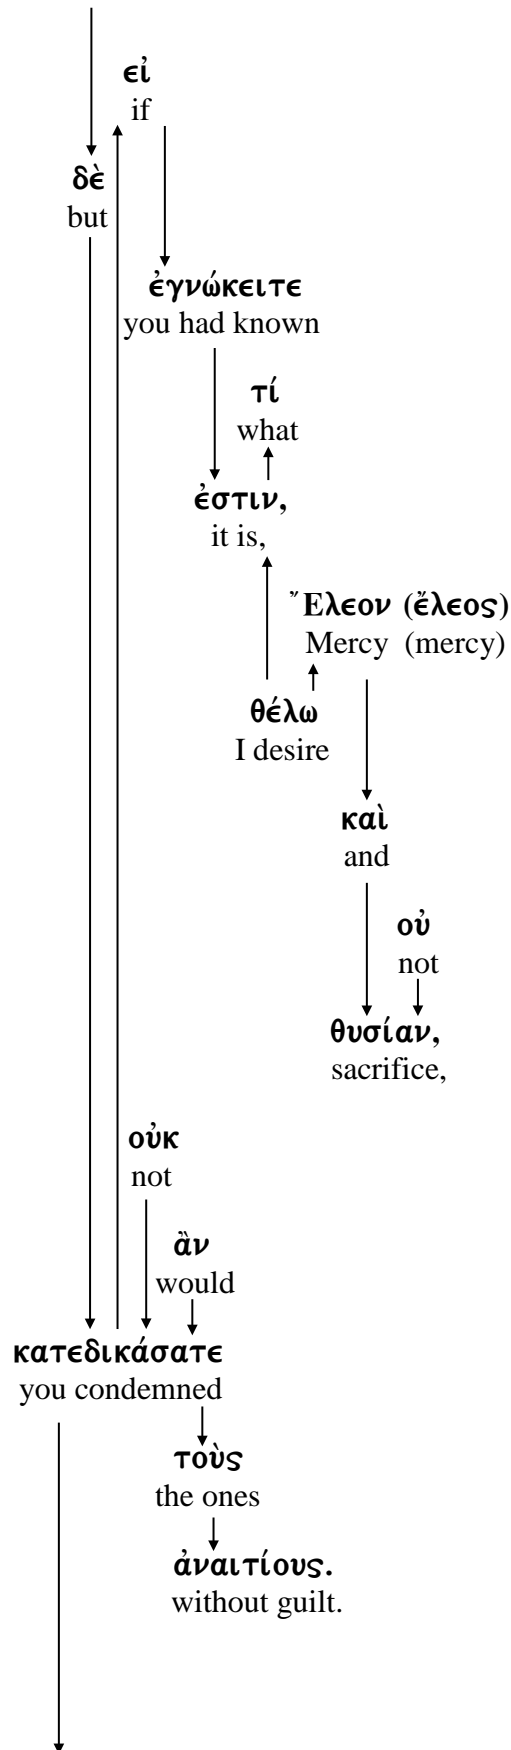 εἰ
if
δὲ
but
ἐγνώκειτε
you had known
τί
what
ἐστιν,
it is,
Ἔλεον (ἔλεος)
Mercy (mercy)
θέλω
I desire
καὶ
and
οὐ
not
θυσίαν,
sacrifice,
οὐκ
not
ἂν
would
κατεδικάσατε
you condemned
τοὺς
the ones
ἀναιτίους.
without guilt.